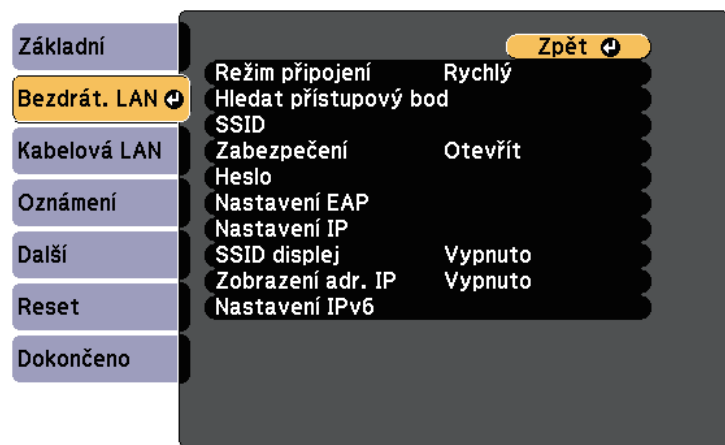 Základní
Bezdrát. LAN
Kabelová LAN
Oznámení
Další
Reset
Dokončeno
Zpět
Režim připojení Rychlý
Hledat přístupový bod
SSID
Zabezpečení Otevřít
Heslo
Nastavení EAP
Nastavení IP
SSID displej Vypnuto
Zobrazení adr. IP Vypnuto
Nastavení IPv6